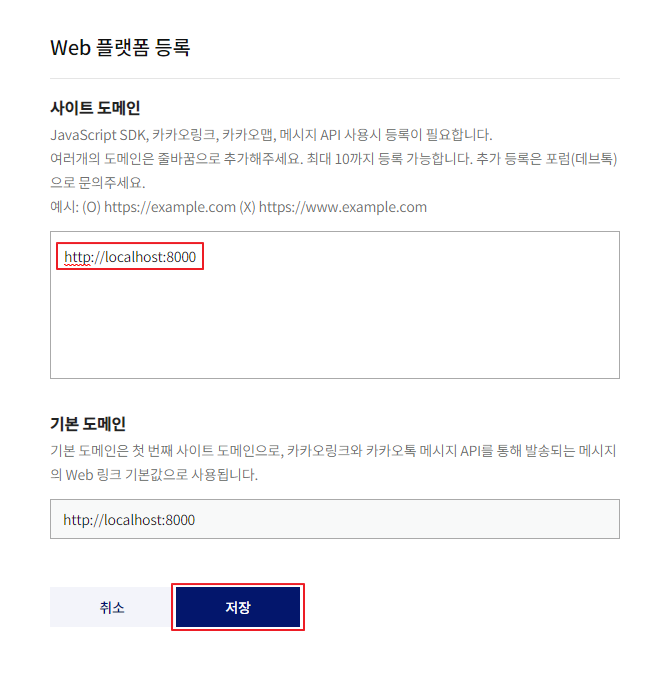 Web 플랫폼 등록
사이트 도메인
JavaScript SDK, 카카오링크, 카카오맵, 메시지 API 사용시 등록이 필요합니다.
여러개의 도메인은 줄바꿈으로 추가해주세요. 최대 10까지 등록 가능합니다. 추가 등록은 포럼(데브톡)
으로 문의주세요.
예시: (O) https://example.com (X) https://www.example.com
http://localhost:8000
기본 도메인
기본 도메인은 첫 번째 사이트 도메인으로, 카카오링크와 카카오톡 메시지 API를 통해 발송되는 메시지
의 Web 링크 기본값으로 사용됩니다.
http://localhost:8000
취소 저장